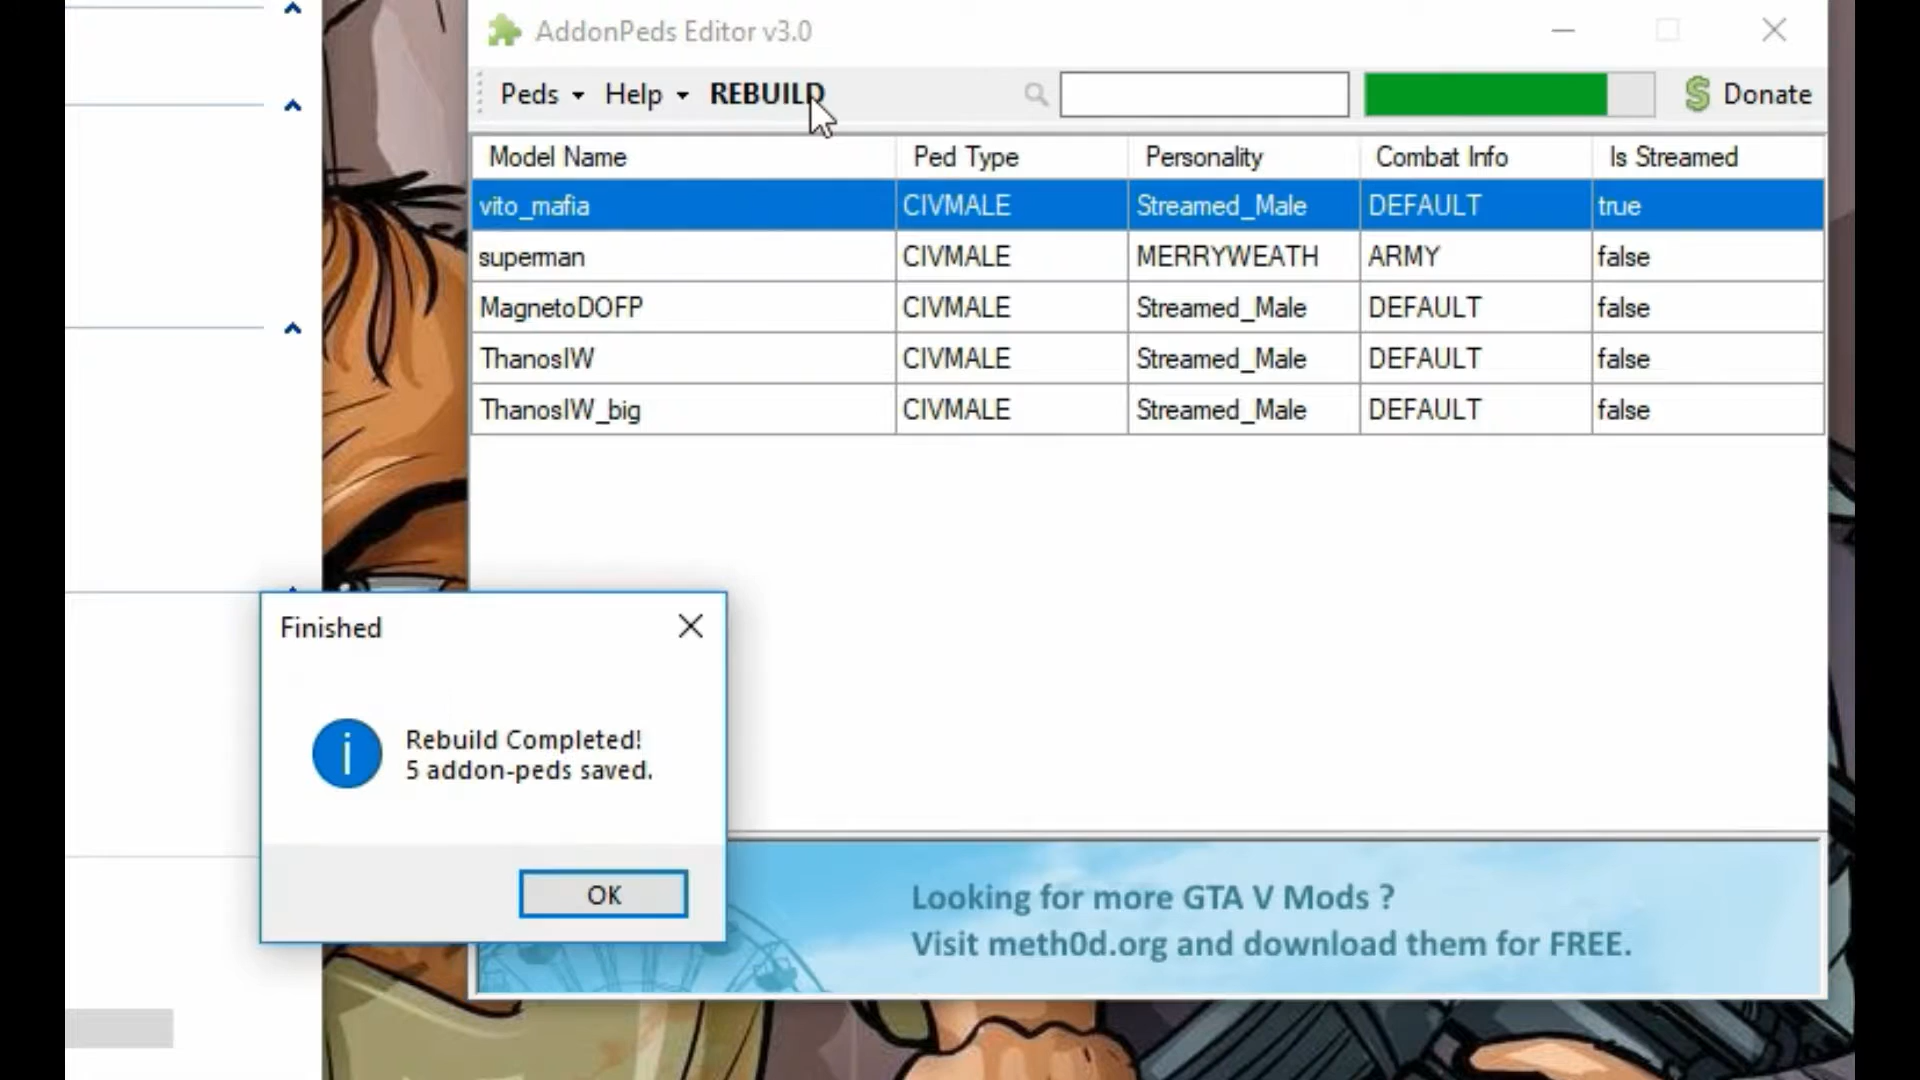 AddonPeds Editor v3.0
Peds Help REBUILD Donate
Model Name Ped Type Personality Combat Info Is Streamed
vito_mafia CIVMALE Streamed_Male DEFAULT true
superman CIVMALE MERRYWEATH ARMY false
MagnetoDOFP CIVMALE Streamed_Male DEFAULT false
ThanosIW CIVMALE Streamed_Male DEFAULT false
ThanosIW_big CIVMALE Streamed_Male DEFAULT false
Finished
Rebuild Completed!
5 addon-peds saved.
OK
Looking for more GTA V Mods ?
Visit meth0d.org and download them for FREE.